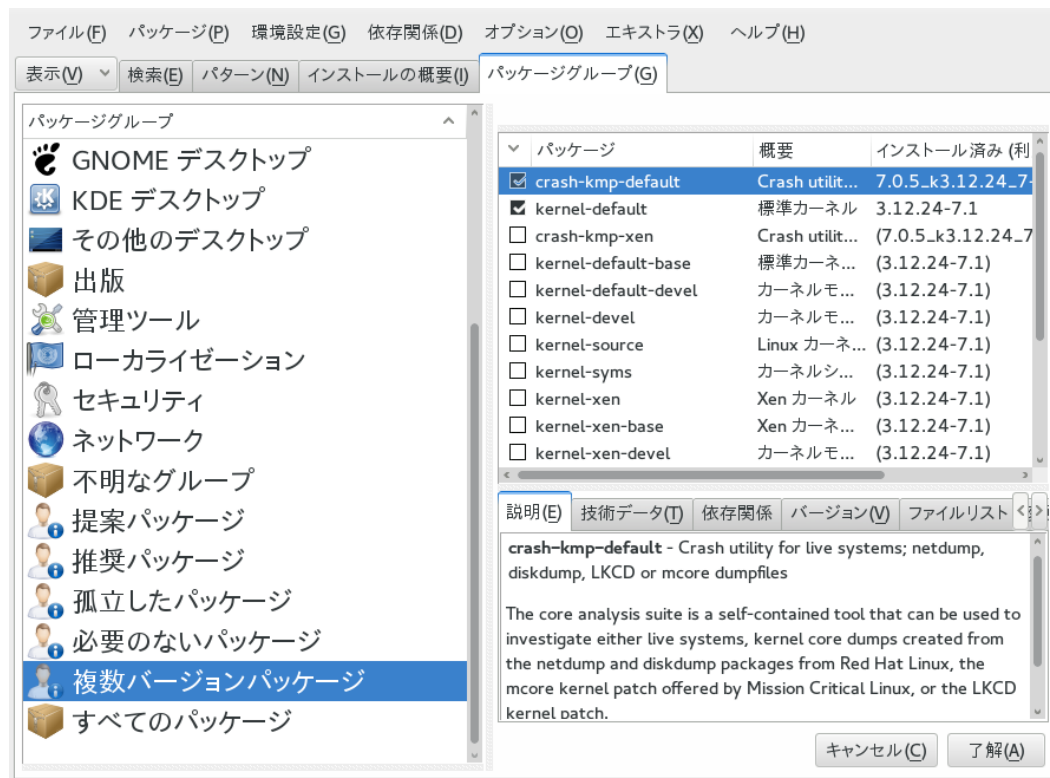 ファイル(F) パッケージ(P) 環境設定(G) 依存関係(D) オプション(O) エキストラ(X) ヘルプ(H)
表示(V) 検索(E) パターン(N) インストールの概要(I) パッケージグループ(G)
パッケージグループ
GNOME デスクトップ
KDE デスクトップ
その他のデスクトップ
出版
管理ツール
ローカライゼーション
セキュリティ
ネットワーク
不明なグループ
提案パッケージ
推奨パッケージ
孤立したパッケージ
必要のないパッケージ
複数バージョンパッケージ
すべてのパッケージ
パッケージ 概要 インストール済み (利
crash-kmp-default Crash utilit... 7.0.5_k3.12.24_7-
kernel-default 標準カーネル 3.12.24-7.1
crash-kmp-xen Crash utilit... (7.0.5_k3.12.24_7
kernel-default-base 標準カーネ... (3.12.24-7.1)
kernel-default-devel カーネルモ... (3.12.24-7.1)
kernel-devel カーネルモ... (3.12.24-7.1)
kernel-source Linux カーネ... (3.12.24-7.1)
kernel-syms カーネルシ... (3.12.24-7.1)
kernel-xen Xen カーネル (3.12.24-7.1)
kernel-xen-base Xen カーネ... (3.12.24-7.1)
kernel-xen-devel カーネルモ... (3.12.24-7.1)
説明(E) 技術データ(T) 依存関係 バージョン(V) ファイルリスト
crash-kmp-default - Crash utility for live systems; netdump,
diskdump, LKCD or mcore dumpfiles
The core analysis suite is a self-contained tool that can be used to
investigate either live systems, kernel core dumps created from
the netdump and diskdump packages from Red Hat Linux, the
mcore kernel patch offered by Mission Critical Linux, or the LKCD
kernel patch.
キャンセル(C) 了解(A)